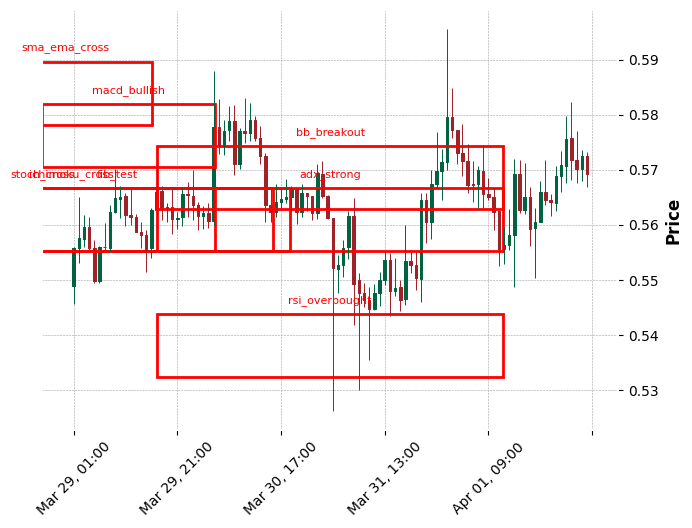 sma_ema_cross
0.59
macd_bullish
0.58
bb_breakout
0.57
adx_strong
0.56
0.55
rsi_overbought
0.54
0.53
Price
Mar 29, 01:00
Mar 29, 21:00
Mar 30, 17:00
Mar 31, 13:00
Apr 01, 09:00